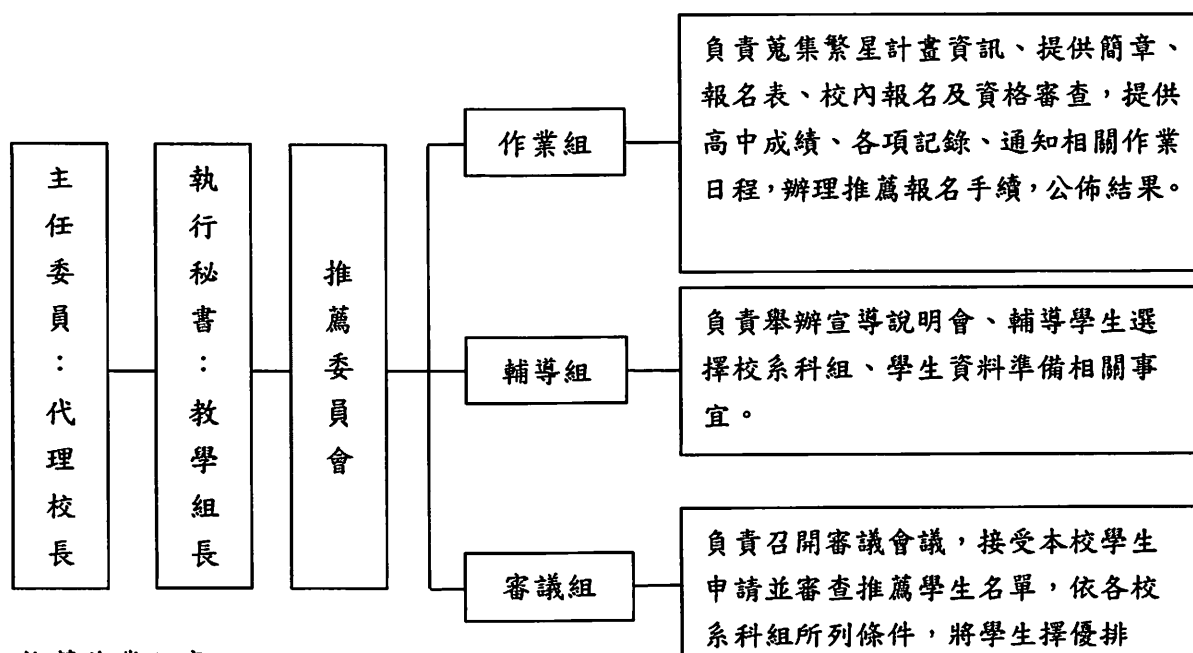 主任委員：代理校長
執行秘書：教學組長
推薦委員會
作業組
負責蒐集繁星計畫資訊、提供簡章、
報名表、校內報名及資格審查，提供
高中成績、各項記錄、通知相關作業
日程，辦理推薦報名手續，公佈結果。
輔導組
負責舉辦宣導說明會、輔導學生選
擇校系科組、學生資料準備相關事
宜。
審議組
負責召開審議會議，接受本校學生
申請並審查推薦學生名單，依各校
系科組所列條件，將學生擇優排